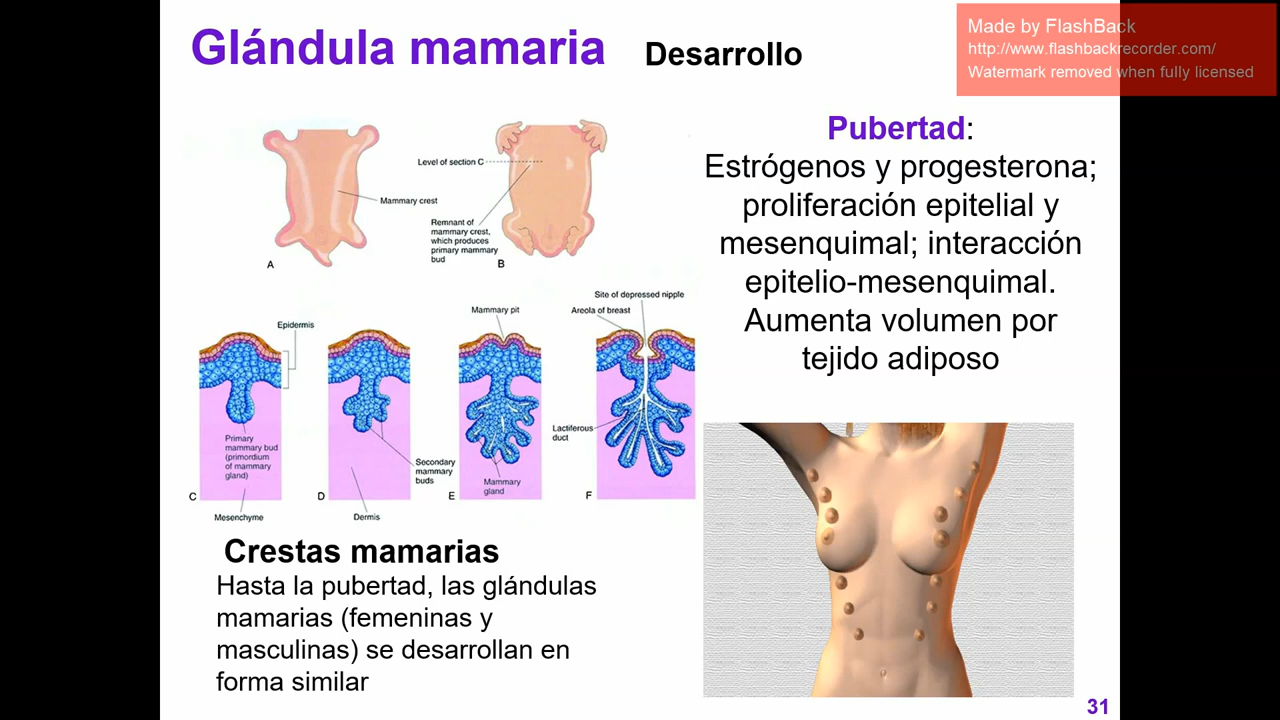 Glándula mamaria Desarrollo
Made by FlashBack
http://www.flashbackrecorder.com/
Watermark removed when fully licensed
Level of section C
Mammary crest
Remnant of
mammary crest,
which produces
primary mammary
bud
A
B
Epidermis
Mammary pit
Site of depressed nipple
Areola of breast
Primary
mammary bud
(primordium
of mammary
gland)
Secondary
mammary
buds
Mammary
gland
Lactiferous
duct
C
D
E
F
Mesenchyme
Dermis
Crestas mamarias
Hasta la pubertad, las glándulas
mamarias (femeninas y
masculinas) se desarrollan en
forma similar
Pubertad:
Estrógenos y progesterona;
proliferación epitelial y
mesenquimal; interacción
epitelio-mesenquimal.
Aumenta volumen por
tejido adiposo
31